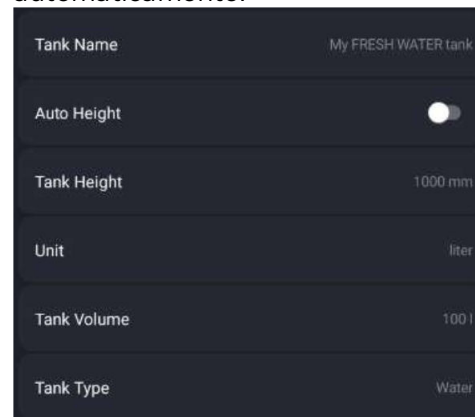 automaticamente.
Tank Name My FRESH WATER tank
Auto Height
Tank Height 1000 mm
Unit liter
Tank Volume 100 l
Tank Type Water